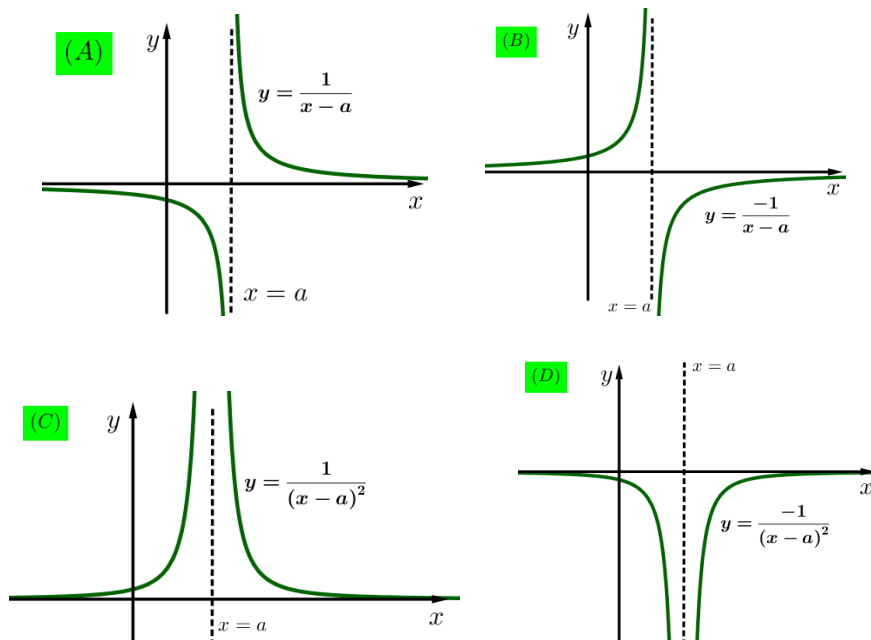 (A)
y
y = 1/(x − a)
x
x = a
(B)
y
x
y = −1/(x − a)
x = a
(C)
y
y = 1/(x − a)²
x
x = a
(D)
y
x = a
x
y = −1/(x − a)²